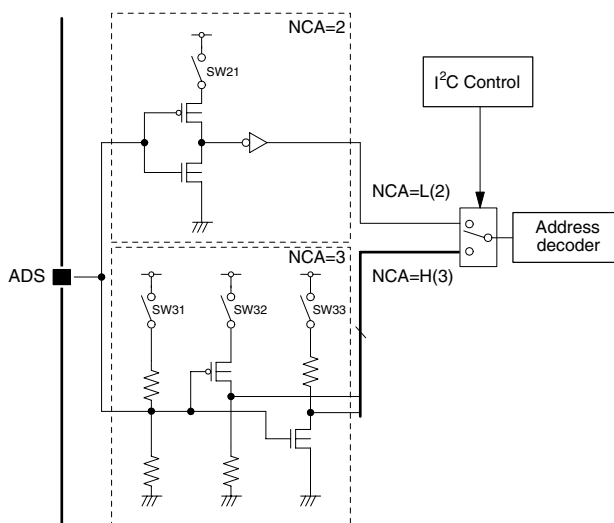 NCA=2
SW21
I²C Control
NCA=L(2)
Address
decoder
ADS
NCA=3
NCA=H(3)
SW31
SW32
SW33